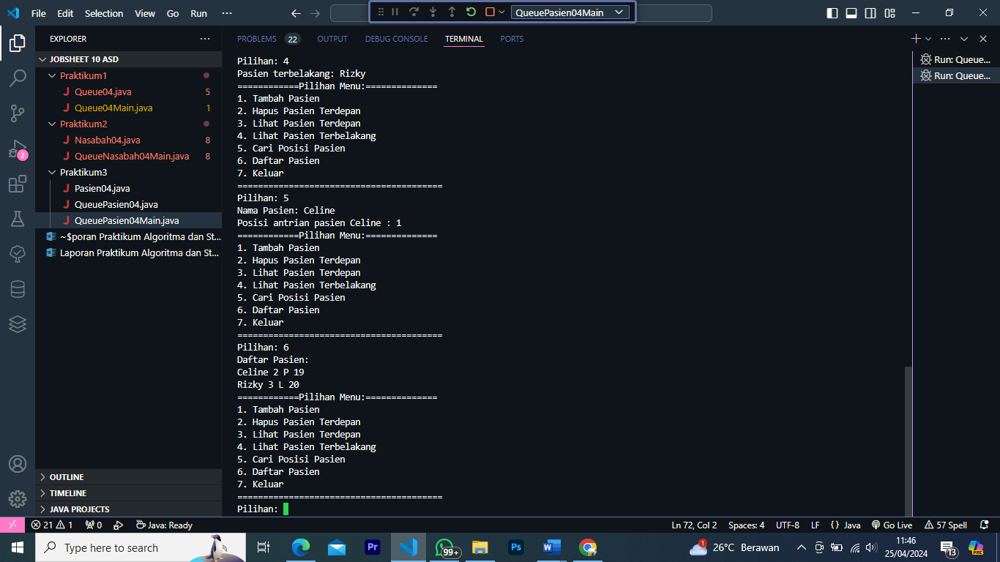 File Edit Selection View Go Run ···
QueuePasien04Main
EXPLORER
JOBSHEET 10 ASD
Praktikum1
Queue04.java 5
Queue04Main.java 1
Praktikum2
Nasabah04.java 8
QueueNasabah04Main.java 8
Praktikum3
Pasien04.java
QueuePasien04.java
QueuePasien04Main.java
~$poran Praktikum Algoritma dan St...
Laporan Praktikum Algoritma dan St...
OUTLINE
TIMELINE
JAVA PROJECTS
2
PROBLEMS 22 OUTPUT DEBUG CONSOLE TERMINAL PORTS
Pilihan: 4
Pasien terbelakang: Rizky
============Pilihan Menu:==============
1. Tambah Pasien
2. Hapus Pasien Terdepan
3. Lihat Pasien Terdepan
4. Lihat Pasien Terbelakang
5. Cari Posisi Pasien
6. Daftar Pasien
7. Keluar
========================================
Pilihan: 5
Nama Pasien: Celine
Posisi antrian pasien Celine : 1
============Pilihan Menu:==============
1. Tambah Pasien
2. Hapus Pasien Terdepan
3. Lihat Pasien Terdepan
4. Lihat Pasien Terbelakang
5. Cari Posisi Pasien
6. Daftar Pasien
7. Keluar
========================================
Pilihan: 6
Daftar Pasien:
Celine 2 P 19
Rizky 3 L 20
============Pilihan Menu:==============
1. Tambah Pasien
2. Hapus Pasien Terdepan
3. Lihat Pasien Terdepan
4. Lihat Pasien Terbelakang
5. Cari Posisi Pasien
6. Daftar Pasien
7. Keluar
========================================
Pilihan:
Run: Queue...
Run: Queue...
21 1 0 Java: Ready
Ln 72, Col 2 Spaces: 4 UTF-8 LF {} Java Go Live 57 Spell
Type here to search
Pr
99+
Ps
W
1
26°C Berawan
11:46
25/04/2024
13
PRE